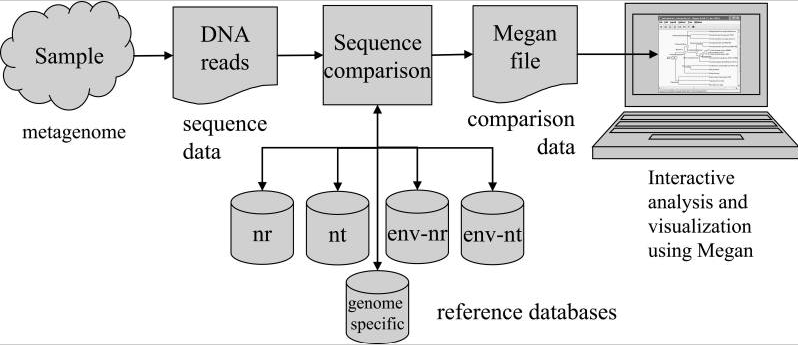 Sample
metagenome
DNA
reads
sequence
data
Sequence
comparison
Megan
file
comparison
data
Interactive
analysis and
visualization
using Megan
nr
nt
env-nr
env-nt
genome
specific
reference databases